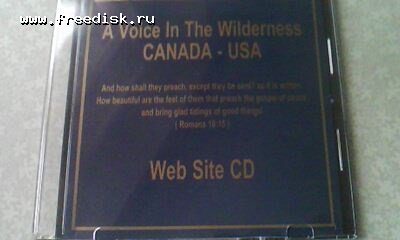 www.freedisk.ru
A Voice In The Wilderness
CANADA - USA
And how shall they preach, except they be sent? as it is written,
How beautiful are the feet of them that preach the gospel of peace
and bring glad tidings of good things!
( Romans 10:15 )
Web Site CD